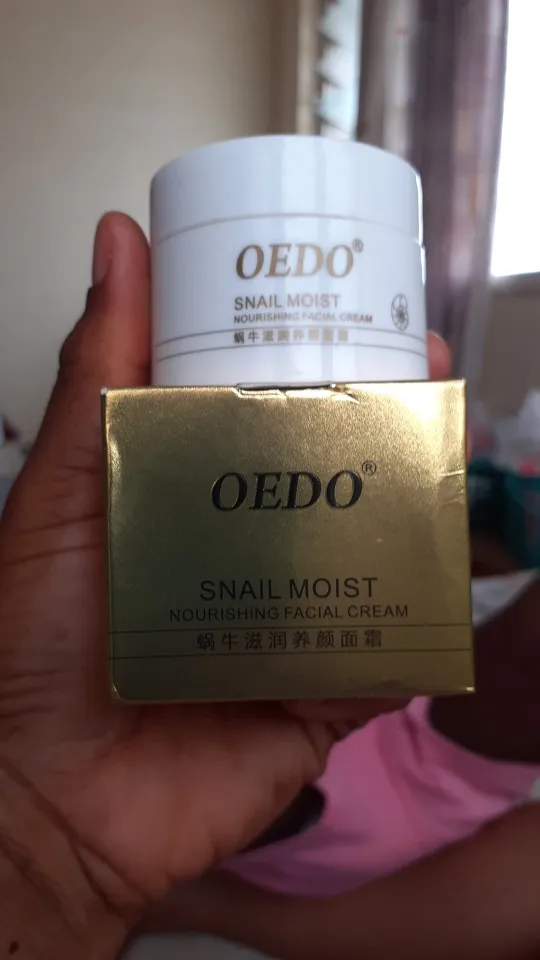 OEDO®
SNAIL MOIST
NOURISHING FACIAL CREAM
蜗牛滋润养颜面霜
OEDO®
SNAIL MOIST
NOURISHING FACIAL CREAM
蜗牛滋润养颜面霜